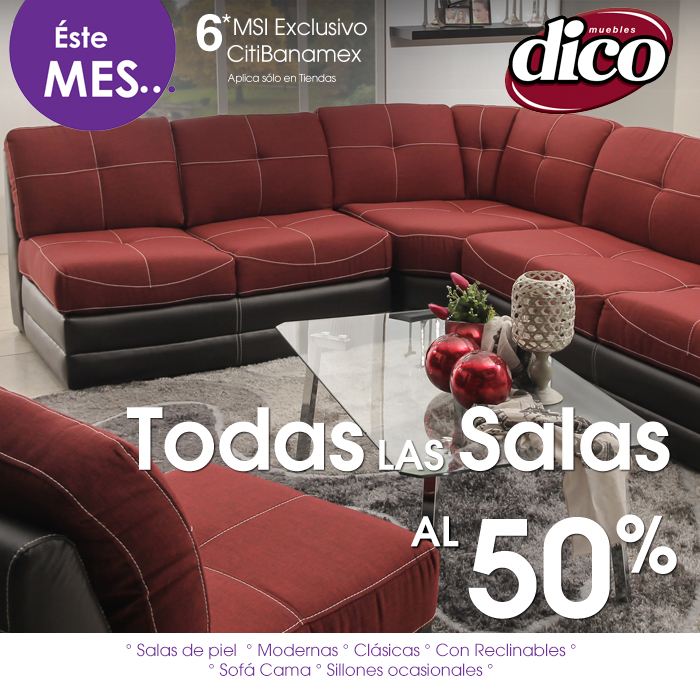 Éste
MES...
6* MSI Exclusivo
CitiBanamex
Aplica sólo en Tiendas
muebles
dico
Todas LAS Salas
AL 50%
° Salas de piel ° Modernas ° Clásicas ° Con Reclinables °
° Sofá Cama ° Sillones ocasionales °